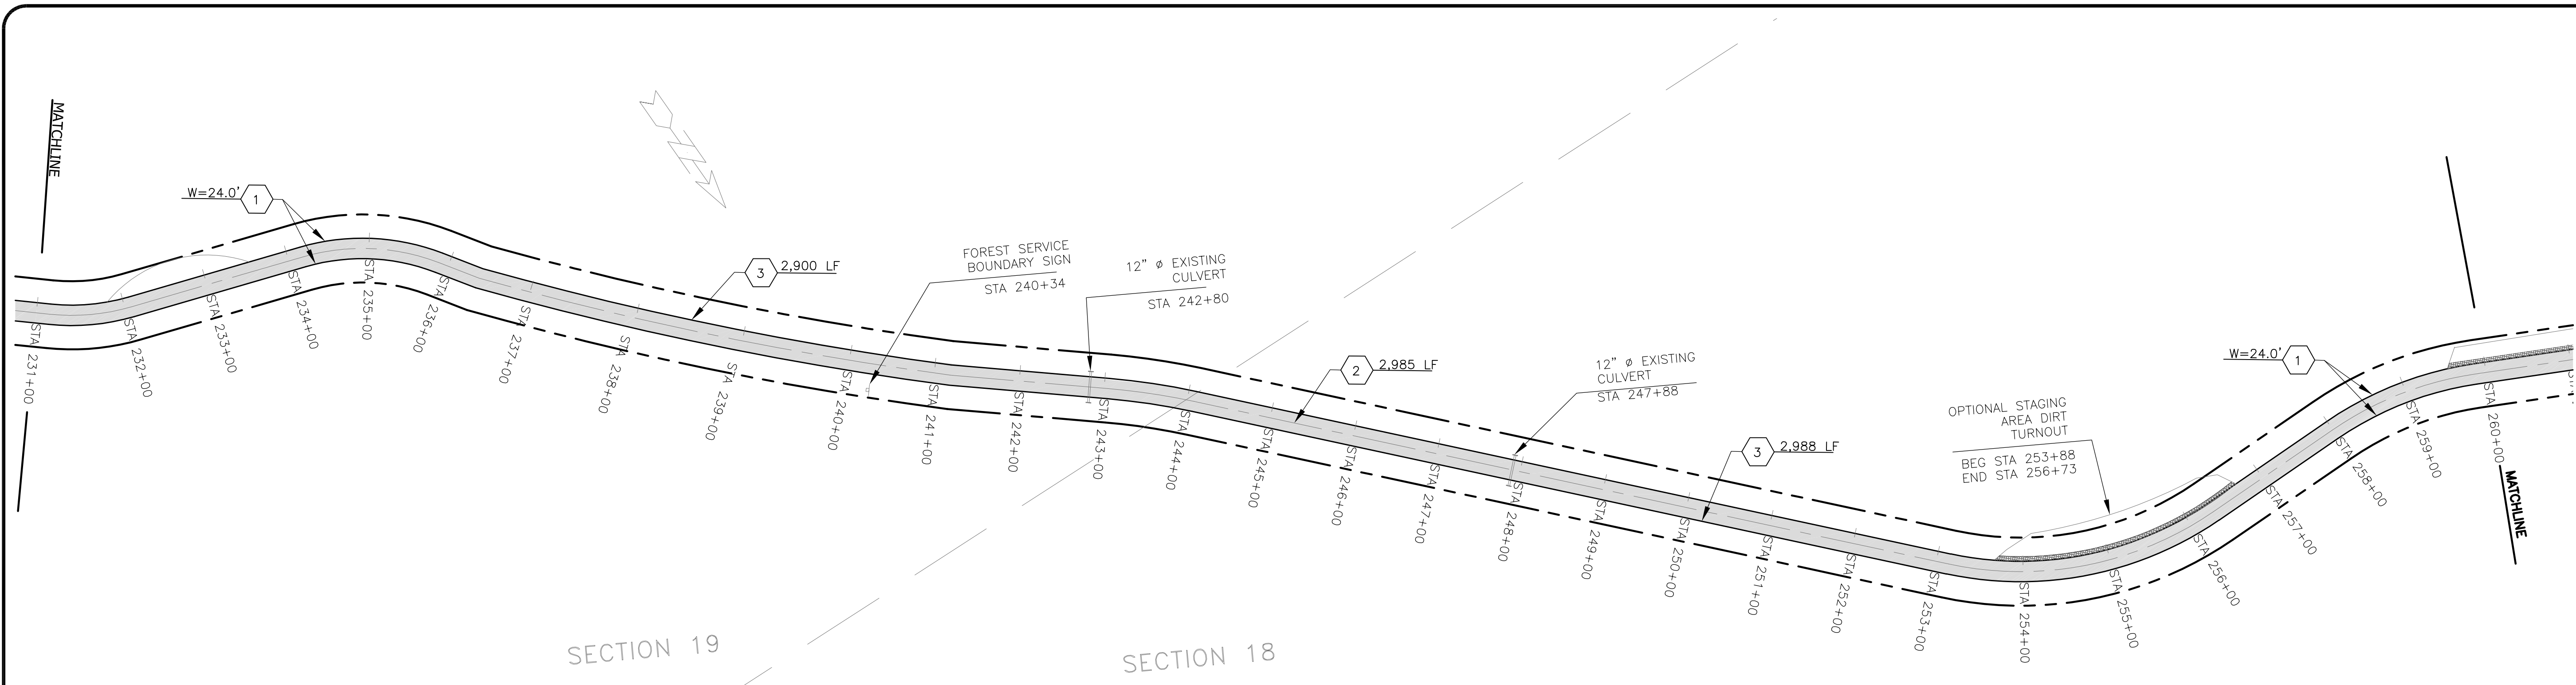 MATCHLINE
W=24.0'
1
3
2,900 LF
FOREST SERVICE
BOUNDARY SIGN
STA 240+34
12" ø EXISTING
CULVERT
STA 242+80
2
2,985 LF
12" ø EXISTING
CULVERT
STA 247+88
3
2,988 LF
OPTIONAL STAGING
AREA DIRT
TURNOUT
BEG STA 253+88
END STA 256+73
W=24.0'
1
STA 231+00
STA 232+00
STA 233+00
STA 234+00
STA 235+00
STA 236+00
STA 237+00
STA 238+00
STA 239+00
STA 240+00
STA 241+00
STA 242+00
STA 243+00
STA 244+00
STA 245+00
STA 246+00
STA 247+00
STA 248+00
STA 249+00
STA 250+00
STA 251+00
STA 252+00
STA 253+00
STA 254+00
STA 255+00
STA 256+00
STA 257+00
STA 258+00
STA 259+00
STA 260+00
MATCHLINE
SECTION 19
SECTION 18